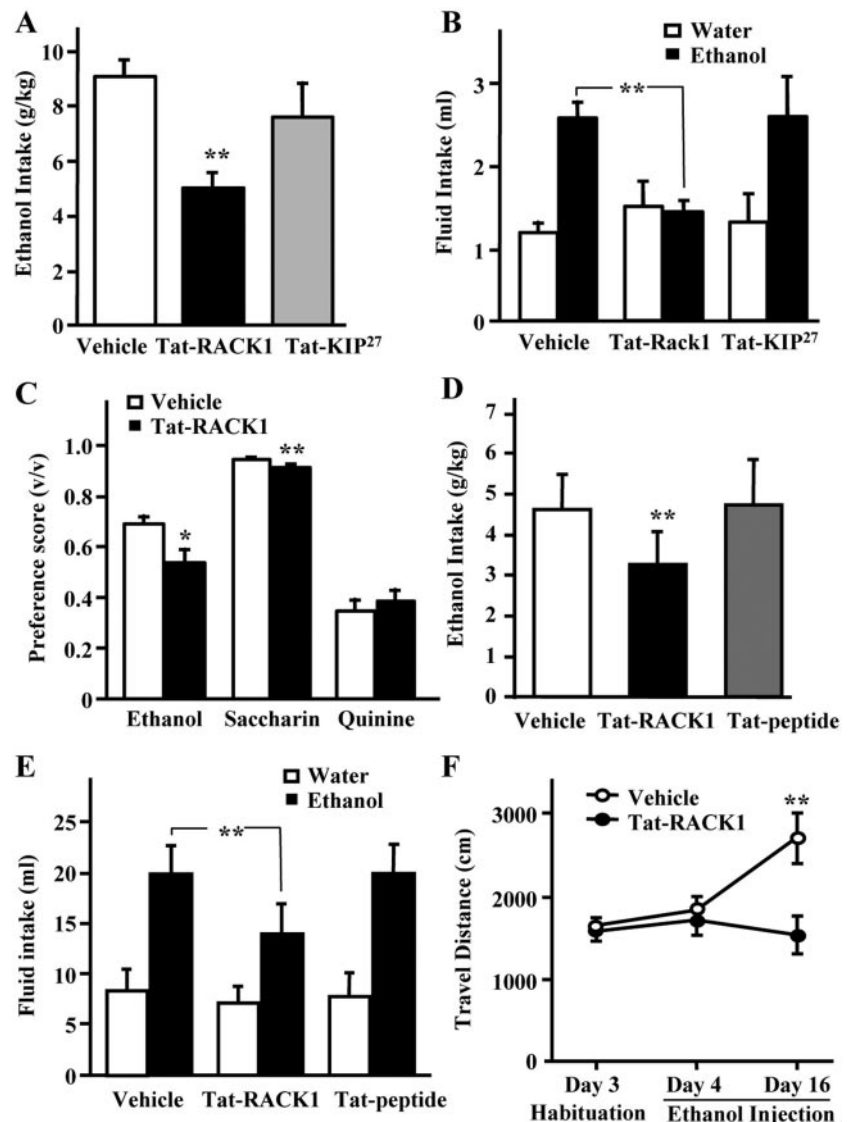 A
Ethanol Intake (g/kg)
10
8
6
4
2
0
**
Vehicle Tat-RACK1 Tat-KIP²⁷
B
Water
Ethanol
Fluid Intake (ml)
3
2
1
1
**
Vehicle Tat-Rack1 Tat-KIP²⁷
C
Vehicle
Tat-RACK1
Preference score (v/v)
1.0
0.8
0.6
0.4
0.2
0
*
**
Ethanol Saccharin Quinine
D
Ethanol Intake (g/kg)
7
6
5
4
3
2
4
0
**
Vehicle Tat-RACK1 Tat-peptide
E
Water
Ethanol
Fluid intake (ml)
25
20
15
10
5
0
**
Vehicle Tat-RACK1 Tat-peptide
F
Vehicle
Tat-RACK1
Travel Distance (cm)
3000
2000
1000
0
**
Day 3 Day 4 Day 16
Habituation Ethanol Injection